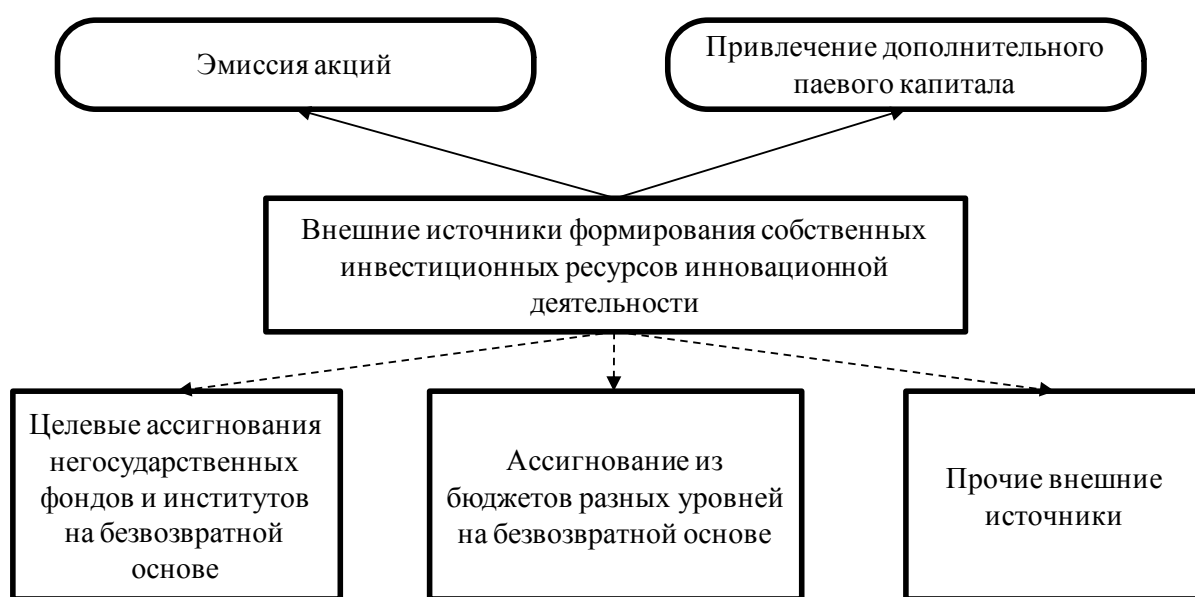 Эмиссия акций
Привлечение дополнительного
паевого капитала
Внешние источники формирования собственных
инвестиционных ресурсов инновационной
деятельности
Целевые ассигнования
негосударственных
фондов и институтов
на безвозвратной
основе
Ассигнование из
бюджетов разных уровней
на безвозвратной основе
Прочие внешние
источники